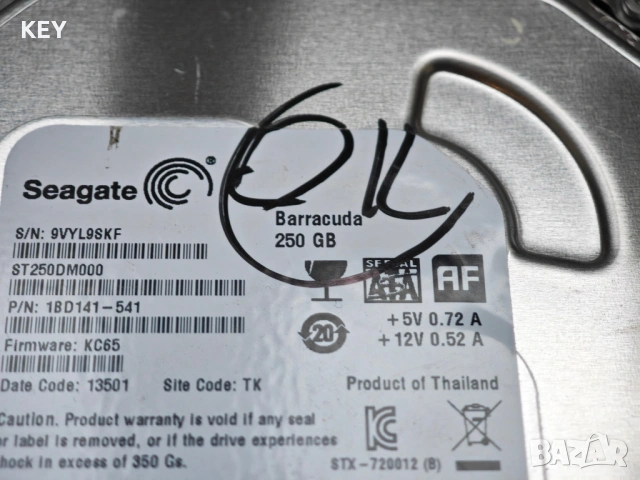 KEY
OK
Seagate
Barracuda
250 GB
S/N: 9VYL9SKF
ST250DM000
SERIAL
ATA
AF
P/N: 1BD141-541
20
+5V 0.72 A
+12V 0.52 A
Firmware: KC65
Date Code: 13501 Site Code: TK
Product of Thailand
Caution. Product warranty is void if any seal
or label is removed, or if the drive experiences
shock in excess of 350 Gs.
STX-720012 (B)
BAZAR